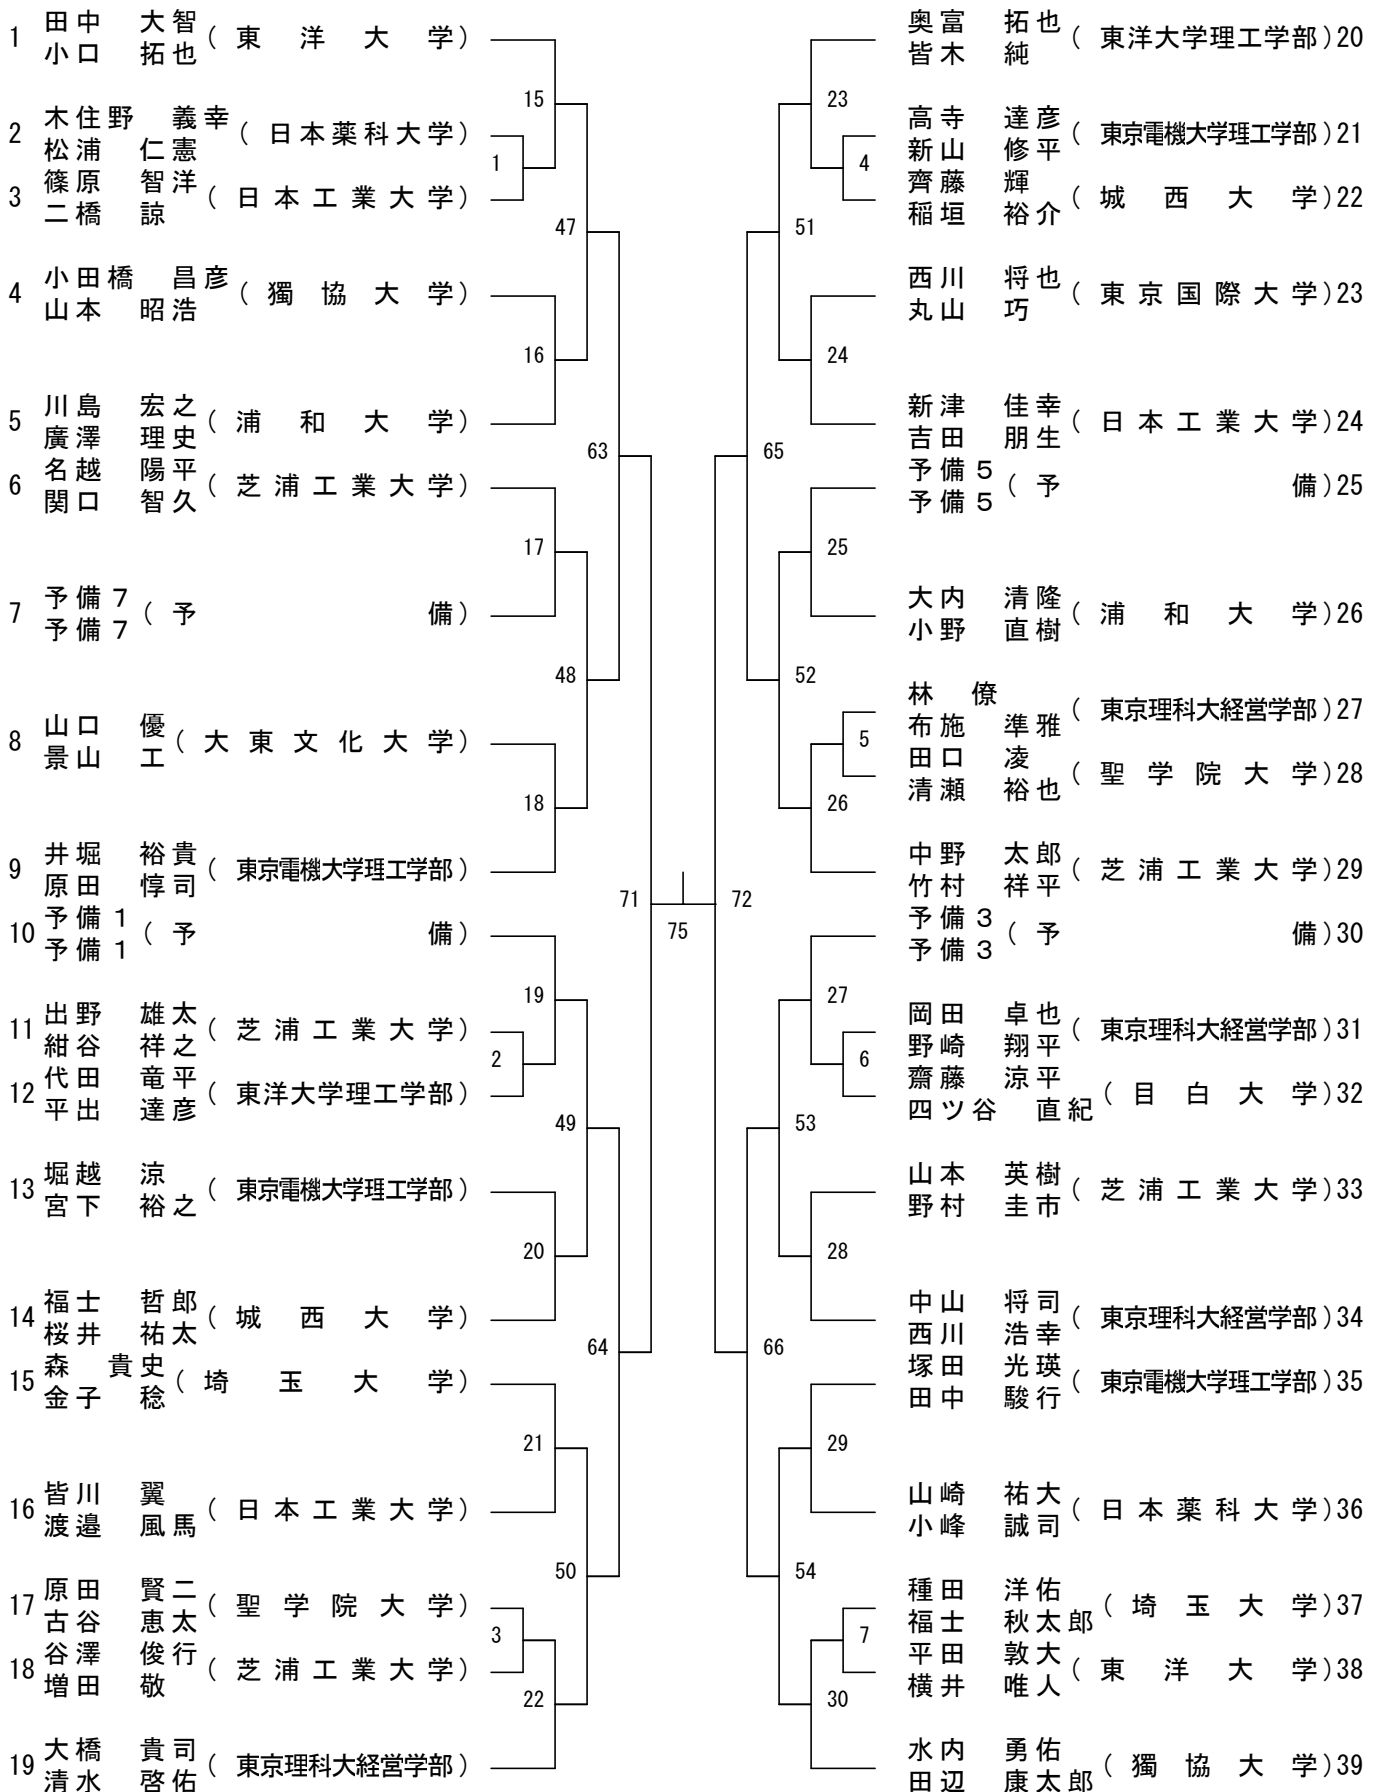 1 田中 大智 (東洋大学)
小口 拓也
2 木住野 義幸 (日本薬科大学)
松浦 仁憲
3 篠原 智洋 (日本工業大学)
二橋 諒
4 小田橋 昌彦 (獨協大学)
山本 昭浩
5 川島 宏之 (浦和大学)
廣澤 理史
6 名越 陽平 (芝浦工業大学)
関口 智久
7 予備7 (予備)
予備7
8 山口 優 (大東文化大学)
景山 工
9 井堀 裕貴 (東京電機大学理工学部)
原田 惇司
10 予備1 (予備)
予備1
11 出野 雄太 (芝浦工業大学)
紺谷 祥之
12 代田 竜平 (東洋大学理工学部)
平出 達彦
13 堀越 涼 (東京電機大学理工学部)
宮下 裕之
14 福士 哲郎 (城西大学)
桜井 祐太
15 森 貴史 (埼玉大学)
金子 稔
16 皆川 翼 (日本工業大学)
渡邉 風馬
17 原田 賢二 (聖学院大学)
古谷 恵太
18 谷澤 俊行 (芝浦工業大学)
増田 敬
19 大橋 貴司 (東京理科大経営学部)
清水 啓佑
15
1
47
16
63
17
48
18
71
19
2
49
20
64
21
50
3
22
75
72
23
4
51
24
65
25
52
5
26
27
6
53
28
66
29
54
7
30
奥富 拓也 (東洋大学理工学部) 20
皆木 純
高寺 達彦 (東京電機大学理工学部) 21
新山 修平
齊藤 輝 (城西大学) 22
稲垣 裕介
西川 将也 (東京国際大学) 23
丸山 巧
新津 佳幸 (日本工業大学) 24
吉田 朋生
予備5 (予備) 25
予備5
大内 清隆 (浦和大学) 26
小野 直樹
林 僚 (東京理科大経営学部) 27
布施 準雅
田口 凌 (聖学院大学) 28
清瀬 裕也
中野 太郎 (芝浦工業大学) 29
竹村 祥平
予備3 (予備) 30
予備3
岡田 卓也 (東京理科大経営学部) 31
野崎 翔平
齋藤 涼平 (目白大学) 32
四ツ谷 直紀
山本 英樹 (芝浦工業大学) 33
野村 圭市
中山 将司 (東京理科大経営学部) 34
西川 浩幸
塚田 光瑛 (東京電機大学理工学部) 35
田中 駿行
山崎 祐大 (日本薬科大学) 36
小峰 誠司
種田 洋佑 (埼玉大学) 37
福士 秋太郎
平田 敦大 (東洋大学) 38
横井 唯人
水内 勇佑 (獨協大学) 39
田辺 康太郎